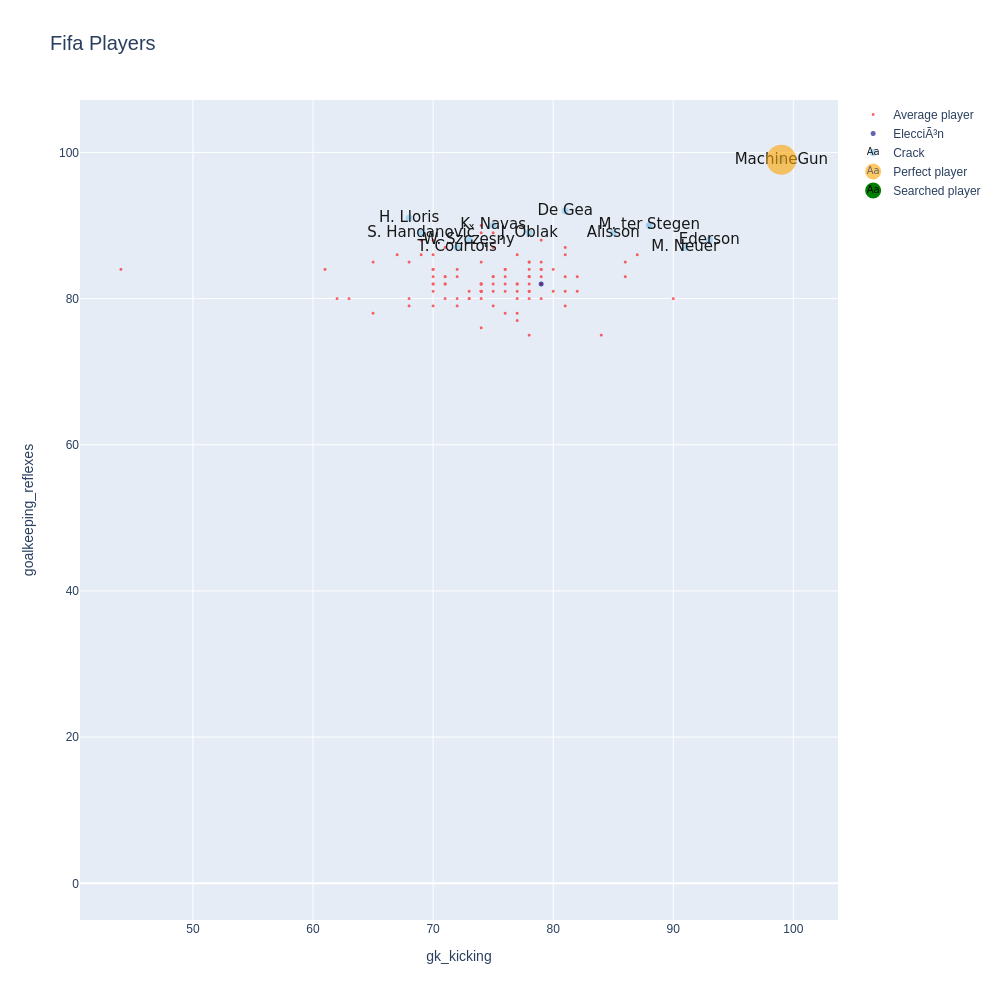 Fifa Players
Average player
ElecciÃ³n
Aa Crack
Aa Perfect player
Aa Searched player
MachineGun
De Gea
H. Lloris
K. Navas
M. ter Stegen
S. Handanovič
J. Oblak
Alisson
W. Szczęsny
Ederson
T. Courtois
M. Neuer
100
80
60
40
20
0
goalkeeping_reflexes
50 60 70 80 90 100
gk_kicking